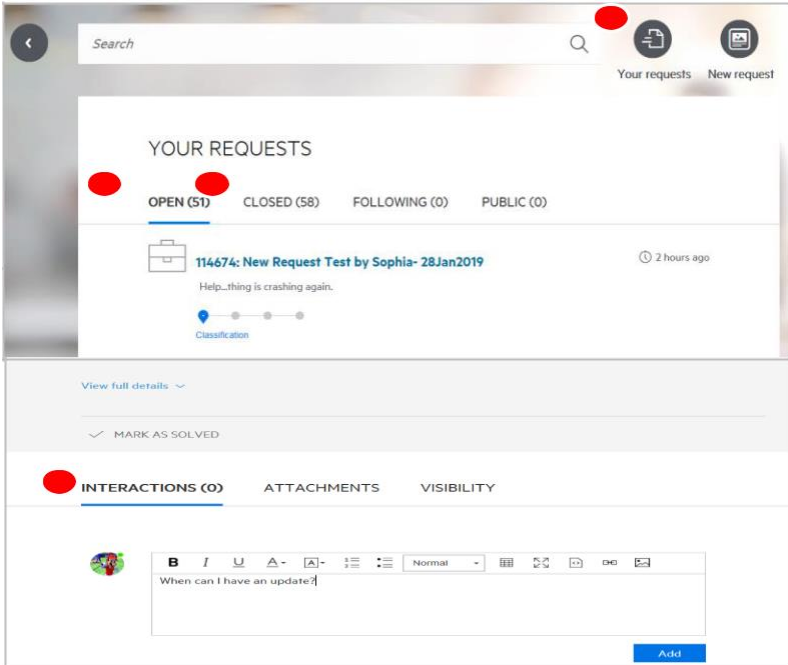 Search
Your requests
New request
YOUR REQUESTS
OPEN (51) CLOSED (58) FOLLOWING (0) PUBLIC (0)
114674: New Request Test by Sophia- 28Jan2019
2 hours ago
Help...thing is crashing again.
Classification
View full details
MARK AS SOLVED
INTERACTIONS (0) ATTACHMENTS VISIBILITY
B I U A A Normal
When can I have an update?
Add